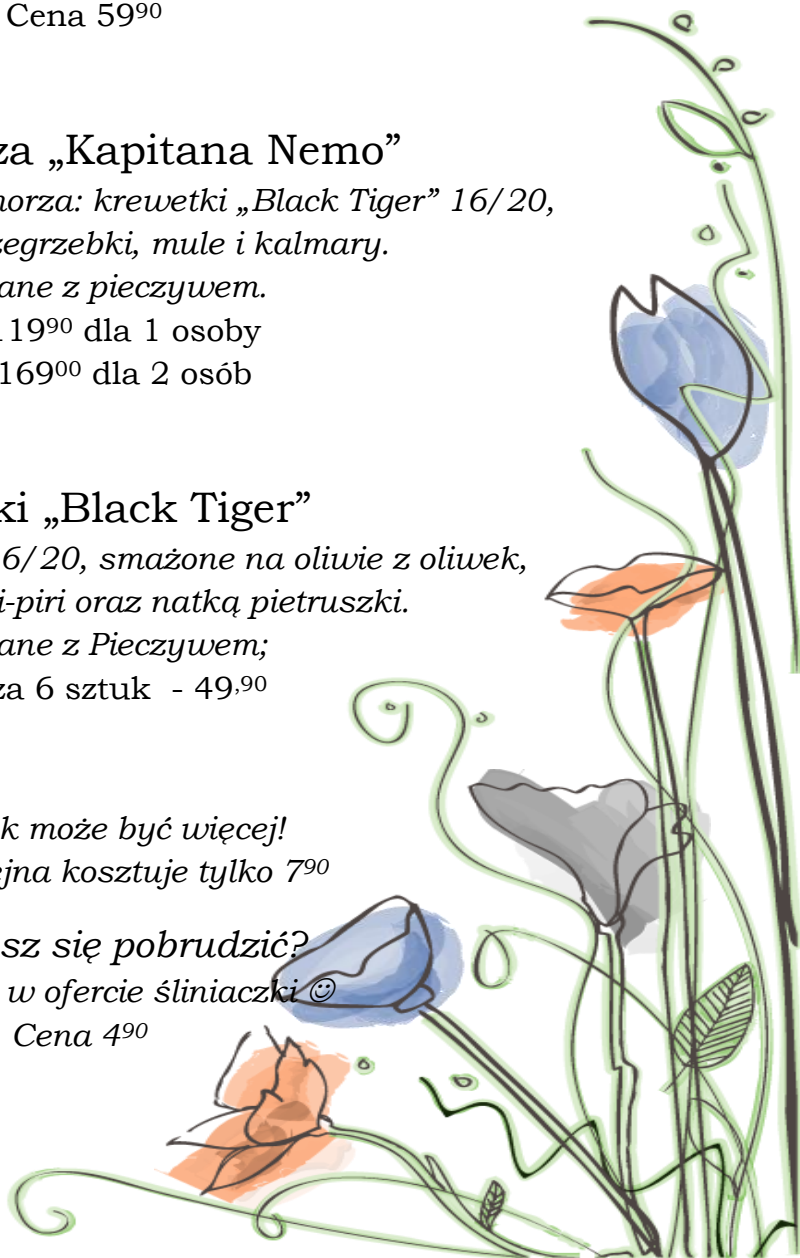 Cena 59⁹⁰
za „Kapitana Nemo”
morza: krewetki „Black Tiger” 16/20,
zegrzebki, mule i kalmary.
ane z pieczywem.
119⁹⁰ dla 1 osoby
169⁰⁰ dla 2 osób
ki „Black Tiger”
6/20, smażone na oliwie z oliwek,
i-piri oraz natką pietruszki.
ane z Pieczywem;
za 6 sztuk - 49,⁹⁰
k może być więcej!
ejna kosztuje tylko 7⁹⁰
sz się pobrudzić?
w ofercie śliniaczki ☺
Cena 4⁹⁰